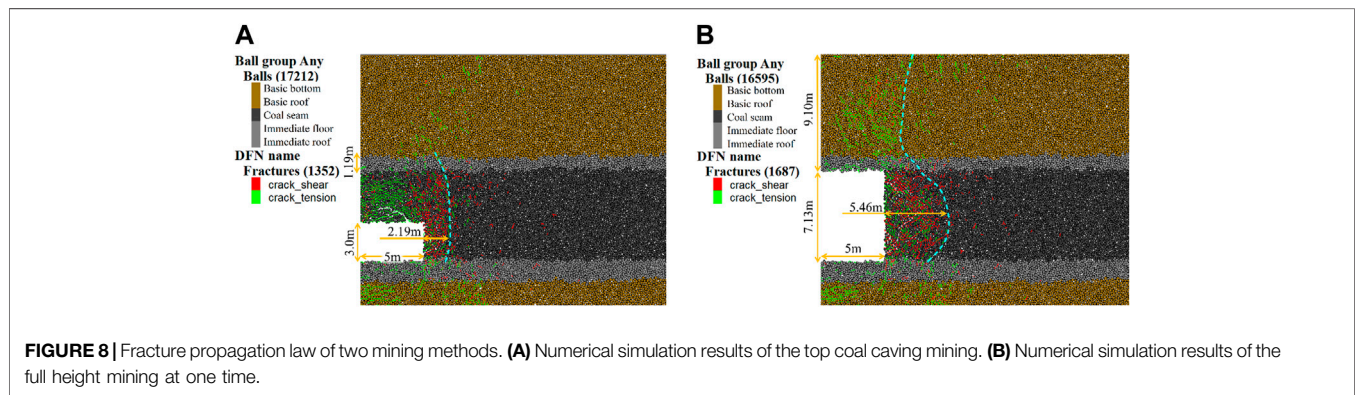 A
Ball group Any
Balls (17212)
Basic bottom
Basic roof
Coal seam
Immediate floor
Immediate roof
DFN name
Fractures (1352)
crack_shear
crack_tension
1.19m
3.0m
2.19m
5m
B
Ball group Any
Balls (16595)
Basic bottom
Basic roof
Coal seam
Immediate floor
Immediate roof
DFN name
Fractures (1687)
crack_shear
crack_tension
9.10m
7.13m
5.46m
5m
FIGURE 8 | Fracture propagation law of two mining methods. (A) Numerical simulation results of the top coal caving mining. (B) Numerical simulation results of the
full height mining at one time.